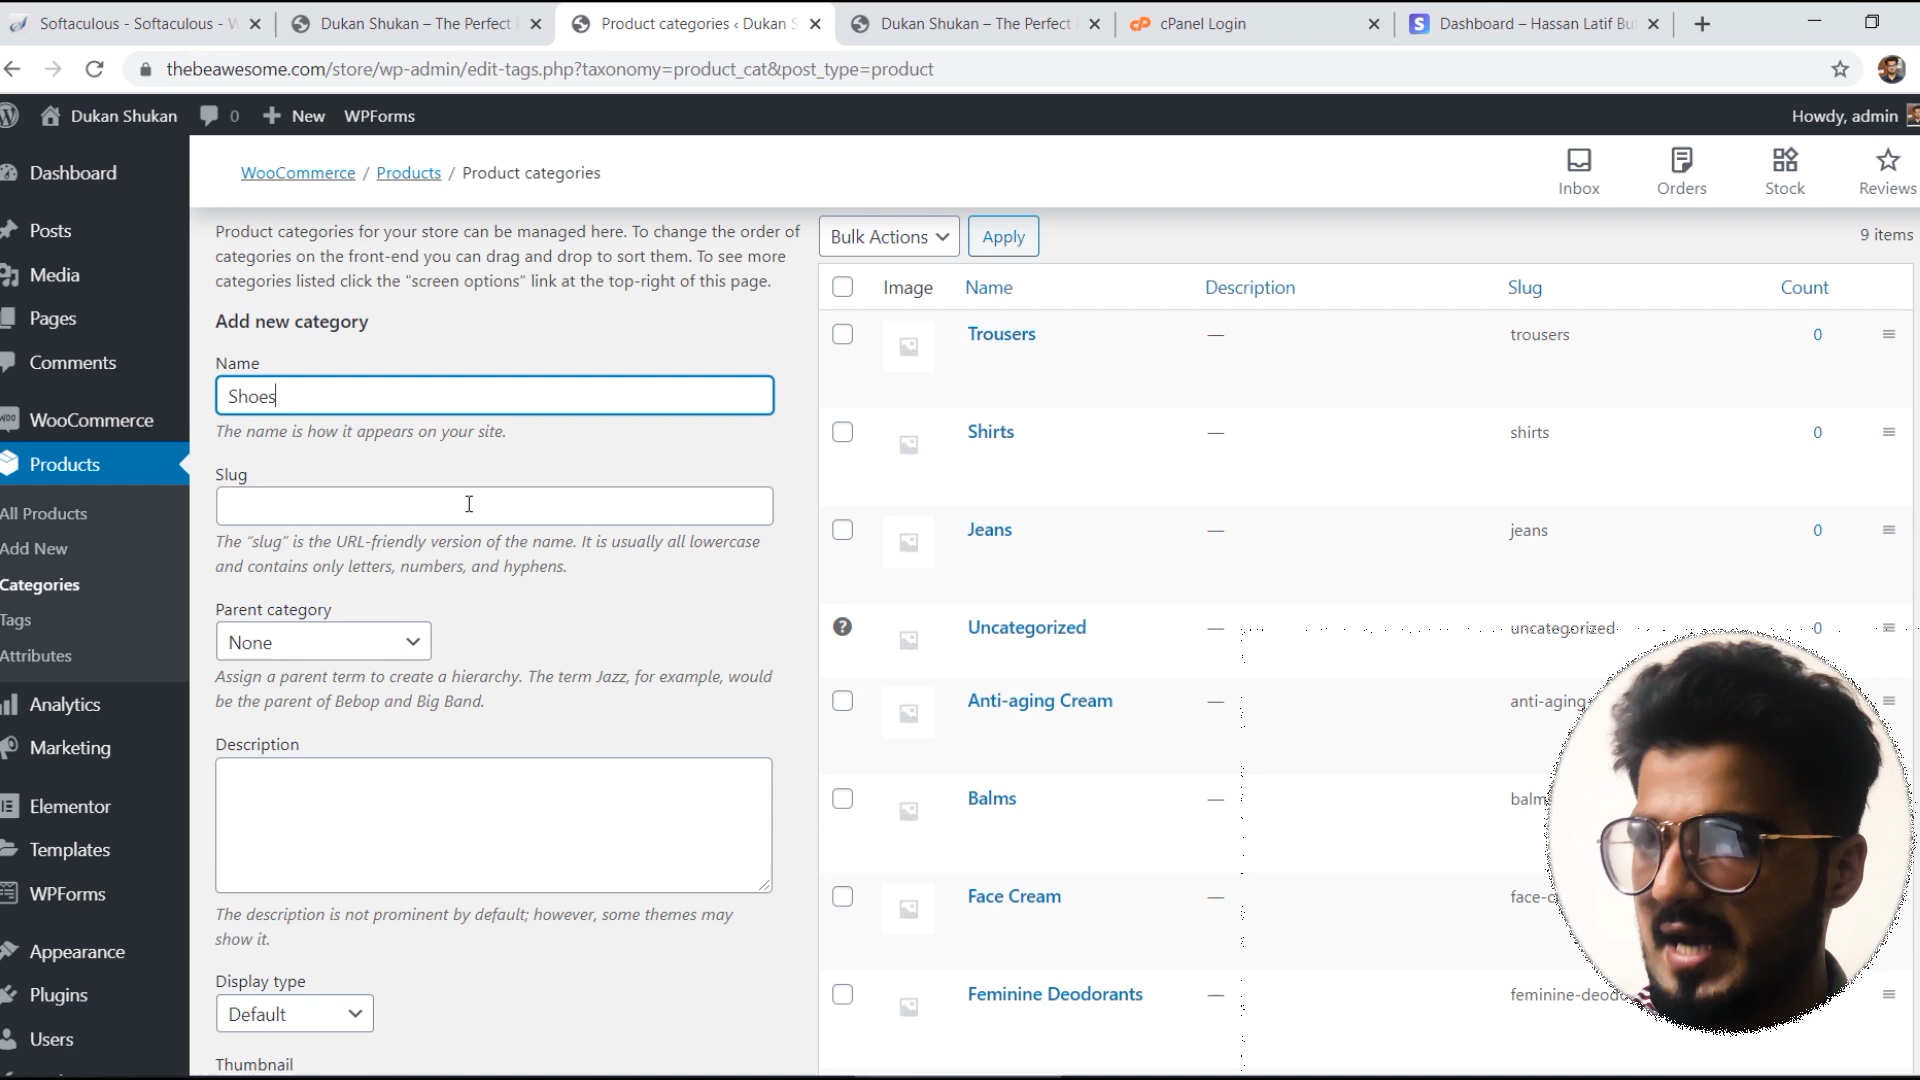 Softaculous - Softaculous - W
Dukan Shukan – The Perfect
Product categories ‹ Dukan S
Dukan Shukan – The Perfect
cPanel Login
Dashboard – Hassan Latif Bu
thebeawesome.com/store/wp-admin/edit-tags.php?taxonomy=product_cat&post_type=product
Dukan Shukan
0
New
WPForms
Howdy, admin
WooCommerce / Products / Product categories
Inbox
Orders
Stock
Reviews
Dashboard
Posts
Media
Pages
Comments
WooCommerce
Products
All Products
Add New
Categories
Tags
Attributes
Analytics
Marketing
Elementor
Templates
WPForms
Appearance
Plugins
Users
Product categories for your store can be managed here. To change the order of
categories on the front-end you can drag and drop to sort them. To see more
categories listed click the "screen options" link at the top-right of this page.
Add new category
Name
Shoes
The name is how it appears on your site.
Slug
The “slug” is the URL-friendly version of the name. It is usually all lowercase
and contains only letters, numbers, and hyphens.
Parent category
None
Assign a parent term to create a hierarchy. The term Jazz, for example, would
be the parent of Bebop and Big Band.
Description
The description is not prominent by default; however, some themes may
show it.
Display type
Default
Thumbnail
Bulk Actions
Apply
9 items
Image Name Description Slug Count
Trousers — trousers 0
Shirts — shirts 0
Jeans — jeans 0
Uncategorized — uncategorized 0
Anti-aging Cream — anti-aging-
Balms — balm
Face Cream — face-c
Feminine Deodorants — feminine-deodo